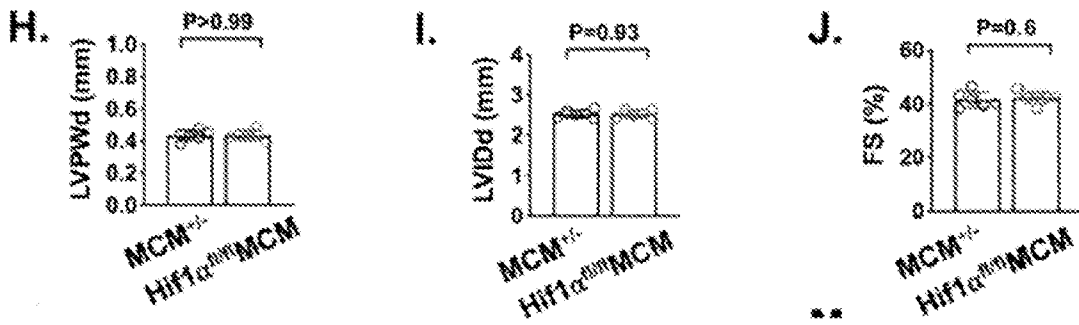 H.
P>0.99
LVPWd (mm)
1.0
0.8
0.6
0.4
0.2
0.0
MCM⁺/⁻
Hif1α^fl/fl MCM
I.
P=0.93
LVIDd (mm)
4
3
2
1
0
MCM⁺/⁻
Hif1α^fl/fl MCM
J.
P=0.6
FS (%)
60
40
20
0
MCM⁺/⁻
Hif1α^fl/fl MCM